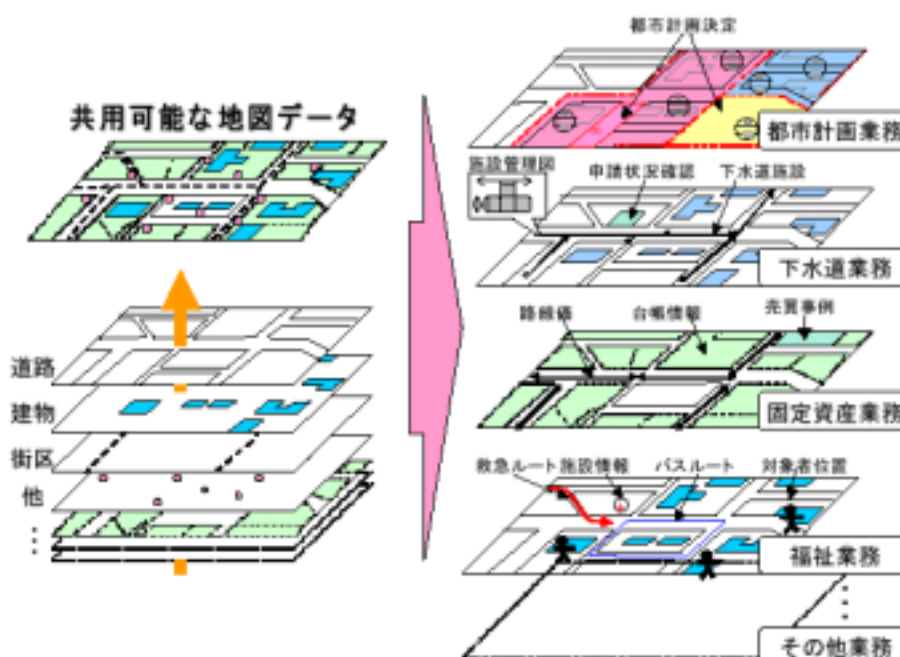 共用可能な地図データ
道路
建物
街区
他
都市計画決定
都市計画業務
施設管理図
申請状況確認
下水道施設
下水道業務
路線価
台帳情報
売買事例
固定資産業務
救急ルート
施設情報
バスルート
対象者位置
福祉業務
その他業務